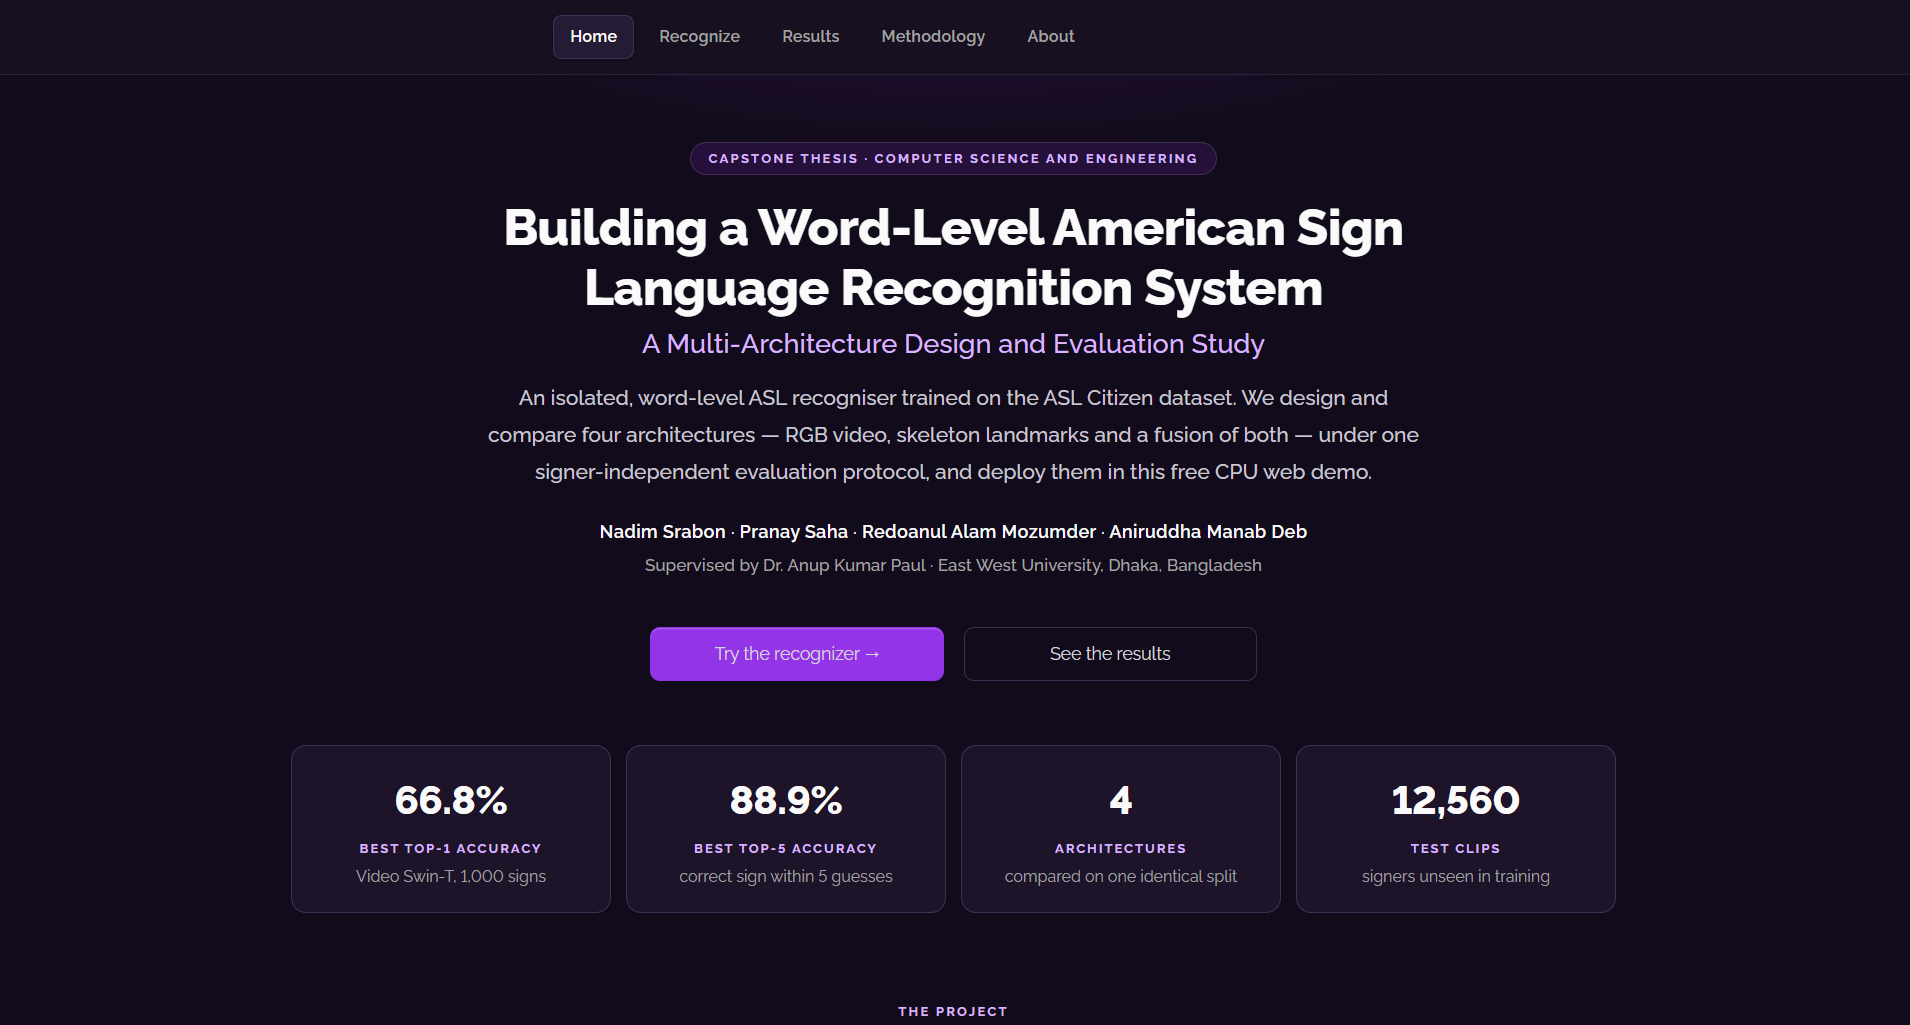 Home Recognize Results Methodology About
CAPSTONE THESIS · COMPUTER SCIENCE AND ENGINEERING
Building a Word-Level American Sign
Language Recognition System
A Multi-Architecture Design and Evaluation Study
An isolated, word-level ASL recogniser trained on the ASL Citizen dataset. We design and
compare four architectures — RGB video, skeleton landmarks and a fusion of both — under one
signer-independent evaluation protocol, and deploy them in this free CPU web demo.
Nadim Srabon · Pranay Saha · Redoanul Alam Mozumder · Aniruddha Manab Deb
Supervised by Dr. Anup Kumar Paul · East West University, Dhaka, Bangladesh
Try the recognizer → See the results
66.8%
BEST TOP-1 ACCURACY
Video Swin-T, 1,000 signs
88.9%
BEST TOP-5 ACCURACY
correct sign within 5 guesses
4
ARCHITECTURES
compared on one identical split
12,560
TEST CLIPS
signers unseen in training
THE PROJECT